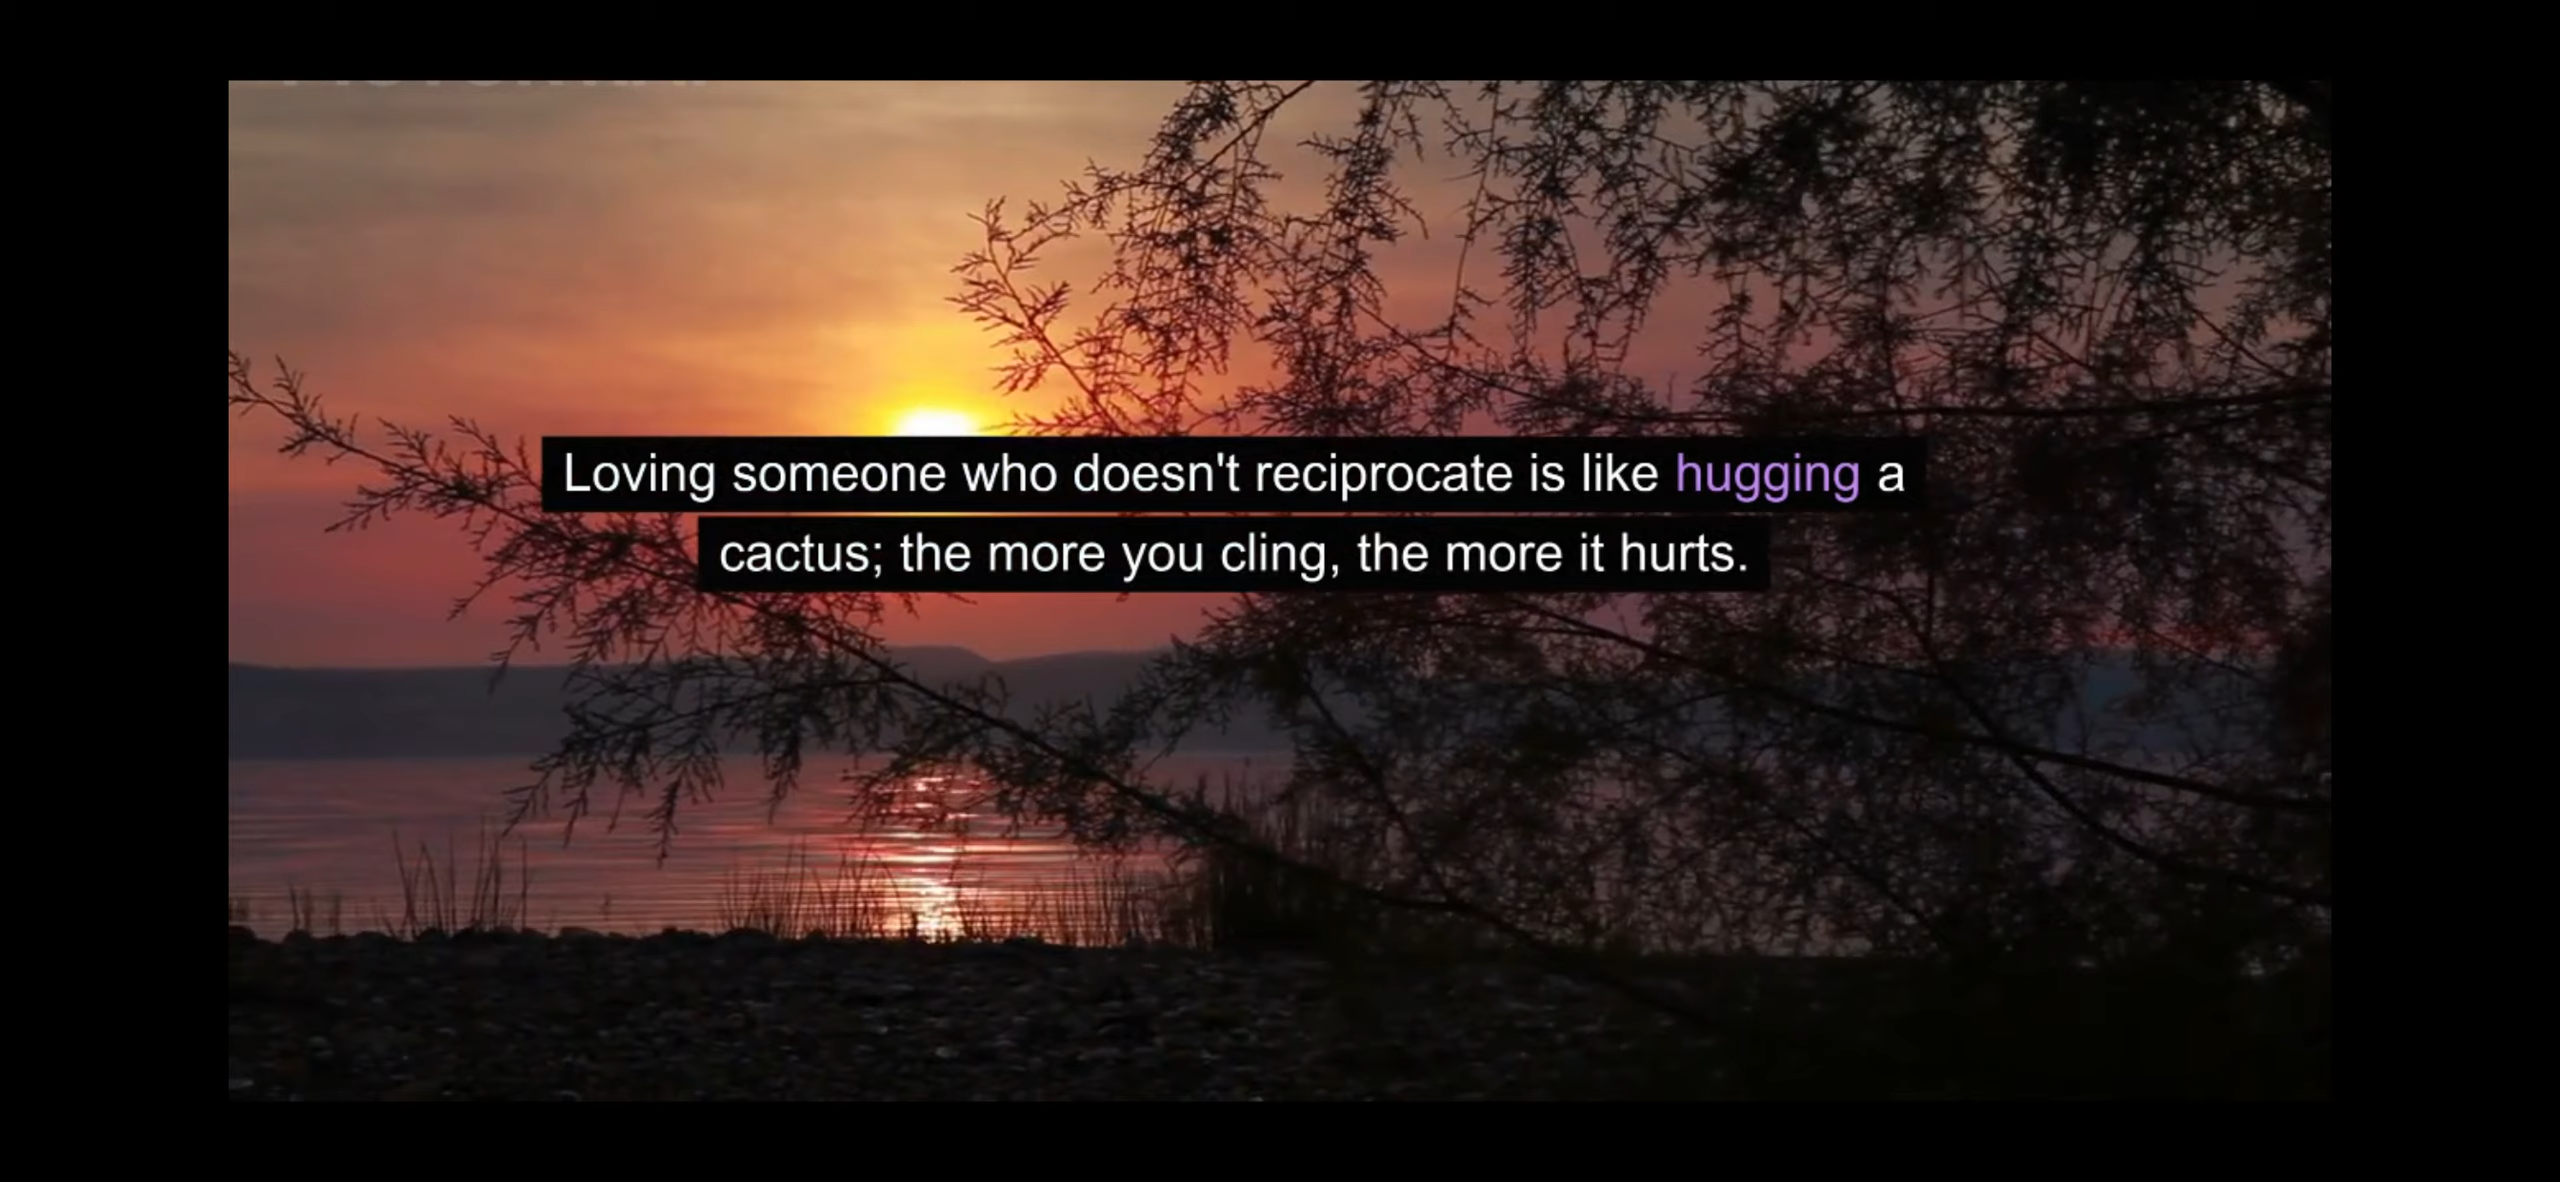 Loving someone who doesn't reciprocate is like hugging a
cactus; the more you cling, the more it hurts.